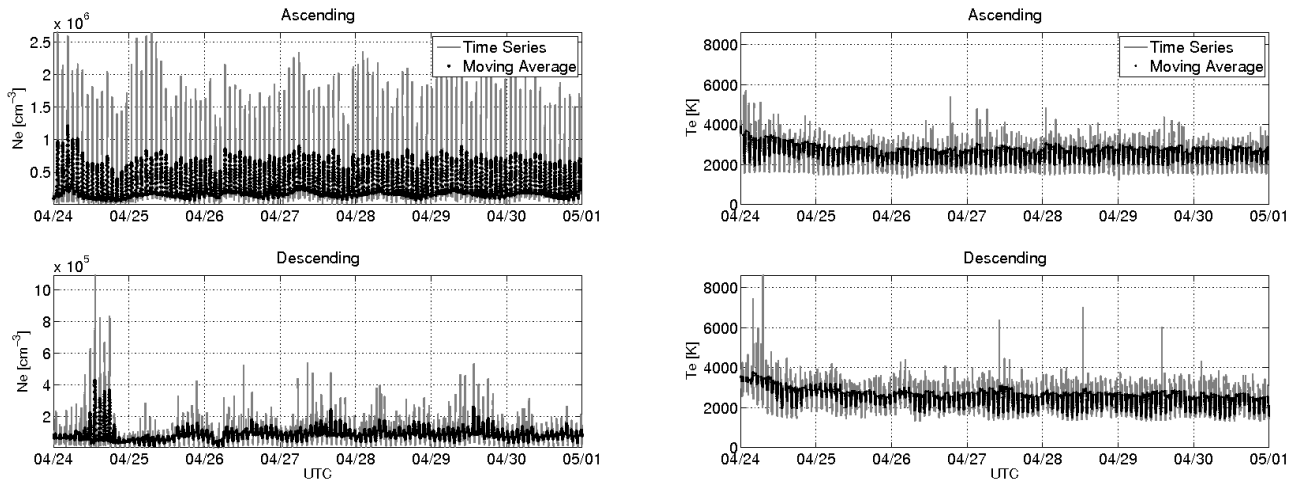 Ascending
x 10⁶
2.5
2
1.5
1
0.5
Ne [cm⁻³]
Time Series
Moving Average
04/24 04/25 04/26 04/27 04/28 04/29 04/30 05/01
Ascending
8000
6000
4000
2000
0
Te [K]
Time Series
Moving Average
04/24 04/25 04/26 04/27 04/28 04/29 04/30 05/01
Descending
x 10⁵
10
8
6
4
2
Ne [cm⁻³]
04/24 04/25 04/26 04/27 04/28 04/29 04/30 05/01
UTC
Descending
8000
6000
4000
2000
0
Te [K]
04/24 04/25 04/26 04/27 04/28 04/29 04/30 05/01
UTC